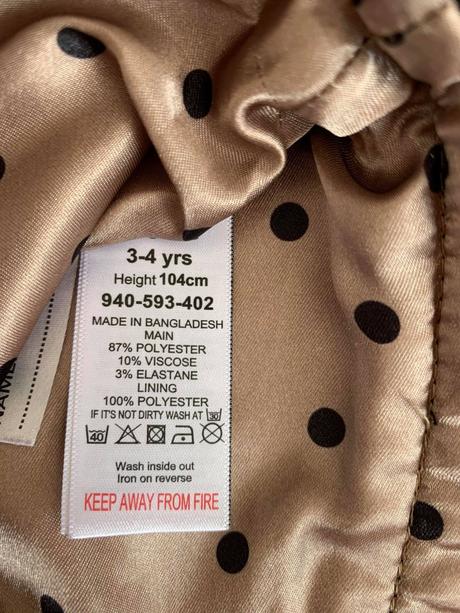 3-4 yrs
Height 104cm
940-593-402
MADE IN BANGLADESH
MAIN
87% POLYESTER
10% VISCOSE
3% ELASTANE
LINING
100% POLYESTER
IF IT'S NOT DIRTY WASH AT 30
40
Wash inside out
Iron on reverse
KEEP AWAY FROM FIRE